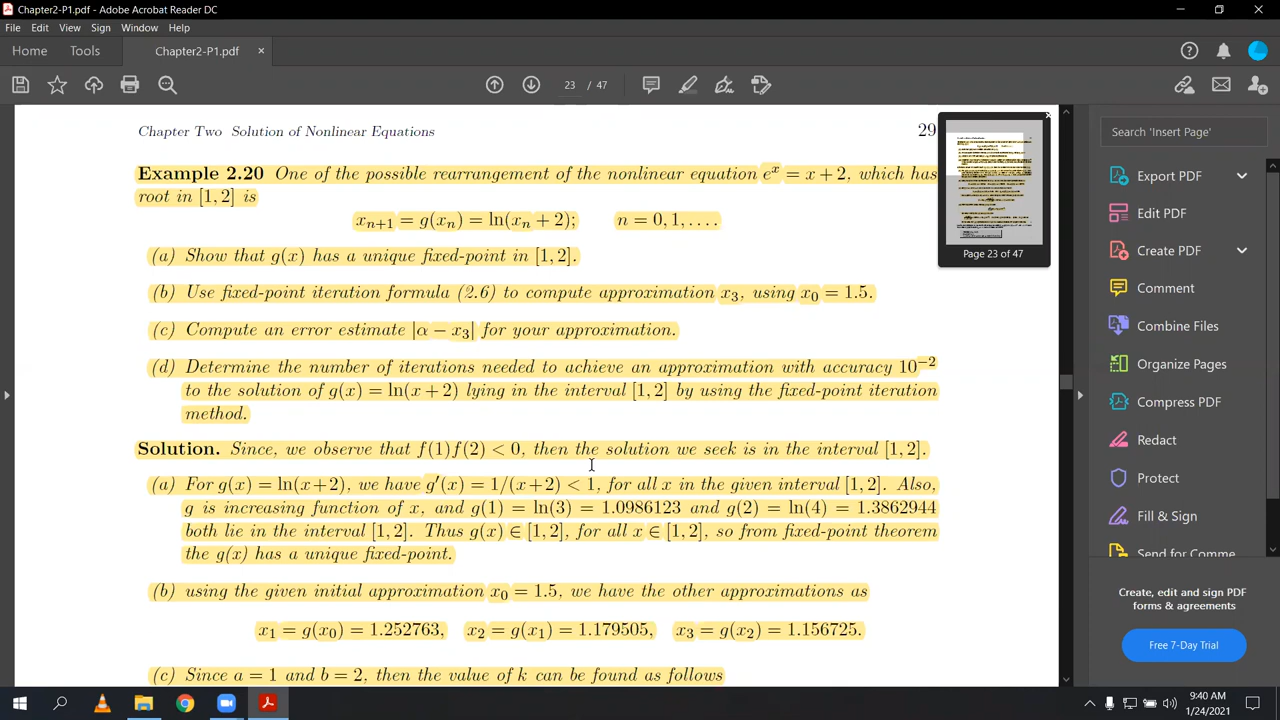 Chapter2-P1.pdf - Adobe Acrobat Reader DC
File Edit View Sign Window Help
Home Tools Chapter2-P1.pdf ×
23 / 47
Chapter Two Solution of Nonlinear Equations 29
Example 2.20 One of the possible rearrangement of the nonlinear equation eˣ = x + 2, which has
root in [1, 2] is
xₙ₊₁ = g(xₙ) = ln(xₙ + 2); n = 0, 1, . . . .
(a) Show that g(x) has a unique fixed-point in [1, 2].
(b) Use fixed-point iteration formula (2.6) to compute approximation x₃, using x₀ = 1.5.
(c) Compute an error estimate |α − x₃| for your approximation.
(d) Determine the number of iterations needed to achieve an approximation with accuracy 10⁻²
to the solution of g(x) = ln(x + 2) lying in the interval [1, 2] by using the fixed-point iteration
method.
Solution. Since, we observe that f(1)f(2) < 0, then the solution we seek is in the interval [1, 2].
(a) For g(x) = ln(x+2), we have g′(x) = 1/(x+2) < 1, for all x in the given interval [1, 2]. Also,
g is increasing function of x, and g(1) = ln(3) = 1.0986123 and g(2) = ln(4) = 1.3862944
both lie in the interval [1, 2]. Thus g(x) ∈ [1, 2], for all x ∈ [1, 2], so from fixed-point theorem
the g(x) has a unique fixed-point.
(b) using the given initial approximation x₀ = 1.5, we have the other approximations as
x₁ = g(x₀) = 1.252763, x₂ = g(x₁) = 1.179505, x₃ = g(x₂) = 1.156725.
(c) Since a = 1 and b = 2, then the value of k can be found as follows
Page 23 of 47
Search 'Insert Page'
Export PDF
Edit PDF
Create PDF
Comment
Combine Files
Organize Pages
Compress PDF
Redact
Protect
Fill & Sign
Send for Comme
Create, edit and sign PDF
forms & agreements
Free 7-Day Trial
9:40 AM
1/24/2021